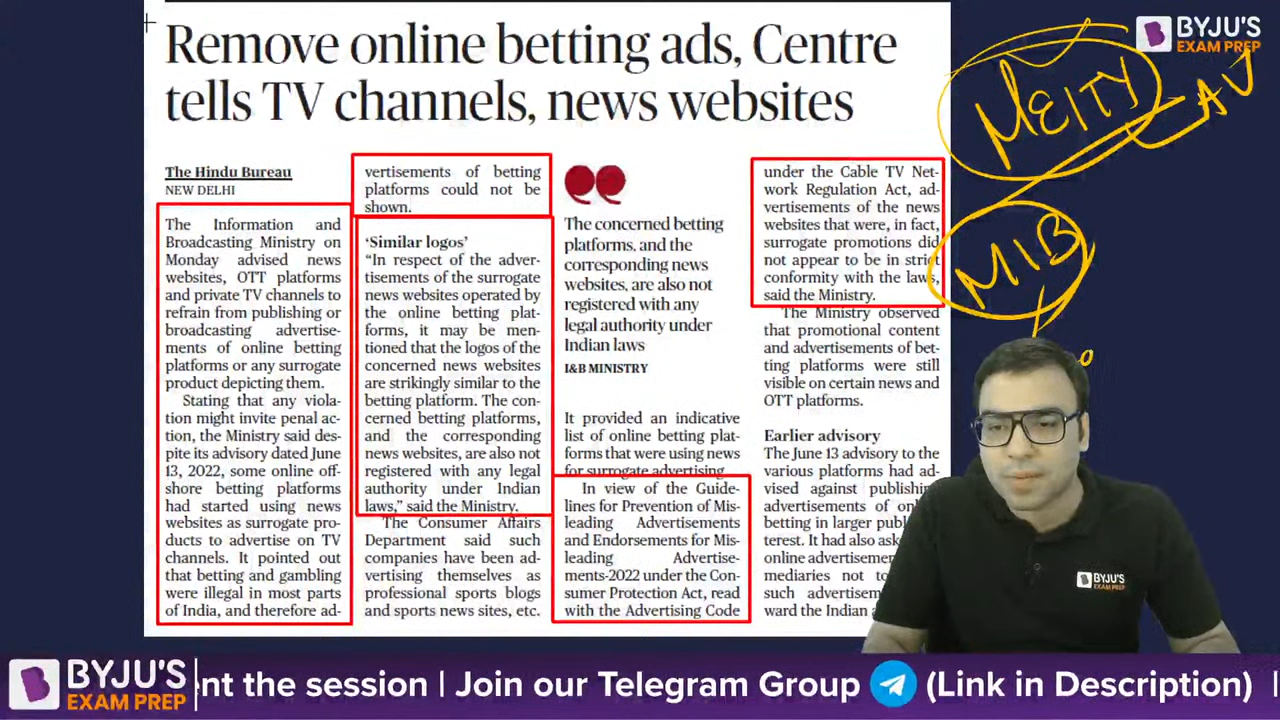 Remove online betting ads, Centre
tells TV channels, news websites
The Hindu Bureau
NEW DELHI
The Information and
Broadcasting Ministry on
Monday advised news
websites, OTT platforms
and private TV channels to
refrain from publishing or
broadcasting advertise-
ments of online betting
platforms or any surrogate
product depicting them.
Stating that any viola-
tion might invite penal ac-
tion, the Ministry said des-
pite its advisory dated June
13, 2022, some online off-
shore betting platforms
had started using news
websites as surrogate pro-
ducts to advertise on TV
channels. It pointed out
that betting and gambling
were illegal in most parts
of India, and therefore ad-
vertisements of betting
platforms could not be
shown.
‘Similar logos’
“In respect of the adver-
tisements of the surrogate
news websites operated by
the online betting plat-
forms, it may be men-
tioned that the logos of the
concerned news websites
are strikingly similar to the
betting platform. The con-
cerned betting platforms,
and the corresponding
news websites, are also not
registered with any legal
authority under Indian
laws,” said the Ministry.
The Consumer Affairs
Department said such
companies have been ad-
vertising themselves as
professional sports blogs
and sports news sites, etc.
The concerned betting
platforms, and the
corresponding news
websites, are also not
registered with any
legal authority under
Indian laws
I&B MINISTRY
It provided an indicative
list of online betting plat-
forms that were using news
for surrogate advertising.
In view of the Guide-
lines for Prevention of Mis-
leading Advertisements
and Endorsements for Mis-
leading Advertise-
ments-2022 under the Con-
sumer Protection Act, read
with the Advertising Code
under the Cable TV Net-
work Regulation Act, ad-
vertisements of the news
websites that were, in fact,
surrogate promotions did
not appear to be in strict
conformity with the laws,
said the Ministry.
The Ministry observed
that promotional content
and advertisements of bet-
ting platforms were still
visible on certain news and
OTT platforms.
Earlier advisory
The June 13 advisory to the
various platforms had ad-
vised against publishin
advertisements of on
betting in larger publ
terest. It had also ask
online advertisemen
mediaries not to
such advertisem
ward the Indian
BYJU'S
EXAM PREP
MEITY
MIB
BYJU'S
EXAM PREP
BYJU'S
EXAM PREP
nt the session | Join our Telegram Group (Link in Description) |